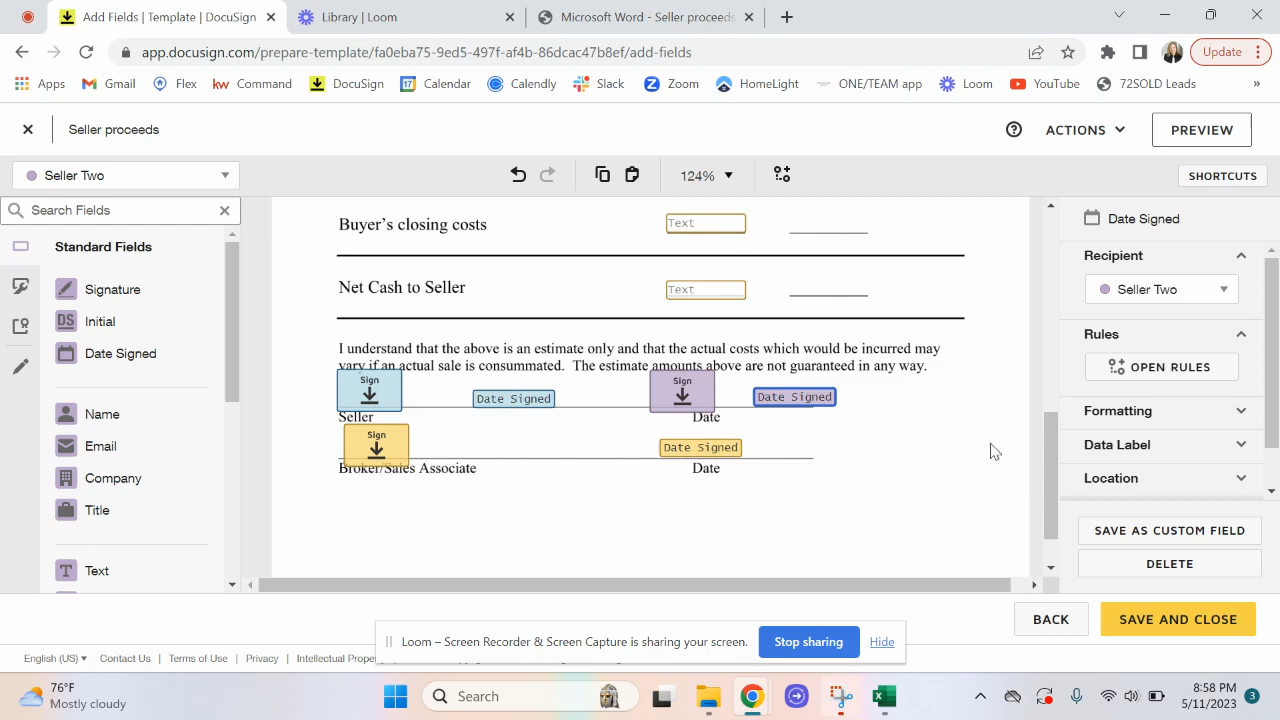 Add Fields | Template | DocuSign
Library | Loom
Microsoft Word - Seller proceeds
app.docusign.com/prepare-template/fa0eba75-9ed5-497f-af4b-86dcac47b8ef/add-fields
Update
Apps
Gmail
Flex
kw Command
DocuSign
17 Calendar
Calendly
Slack
Zoom
HomeLight
ONE/TEAM app
Loom
YouTube
72SOLD Leads
»
Seller proceeds
ACTIONS
PREVIEW
Seller Two
124%
SHORTCUTS
Search Fields
Standard Fields
Signature
DS Initial
Date Signed
Name
Email
Company
Title
T Text
Buyer's closing costs
Text
Net Cash to Seller
Text
I understand that the above is an estimate only and that the actual costs which would be incurred may
vary if an actual sale is consummated. The estimate amounts above are not guaranteed in any way.
Sign
Date Signed
Sign
Date Signed
Seller
Date
Sign
Date Signed
Broker/Sales Associate
Date
Date Signed
Recipient
Seller Two
Rules
OPEN RULES
Formatting
Data Label
Location
SAVE AS CUSTOM FIELD
DELETE
BACK
SAVE AND CLOSE
Loom – Screen Recorder & Screen Capture is sharing your screen.
Stop sharing
Hide
English (US)
Contact Us
Terms of Use
Privacy
Intellectual
76°F
Mostly cloudy
Search
8:58 PM
5/11/2023
3